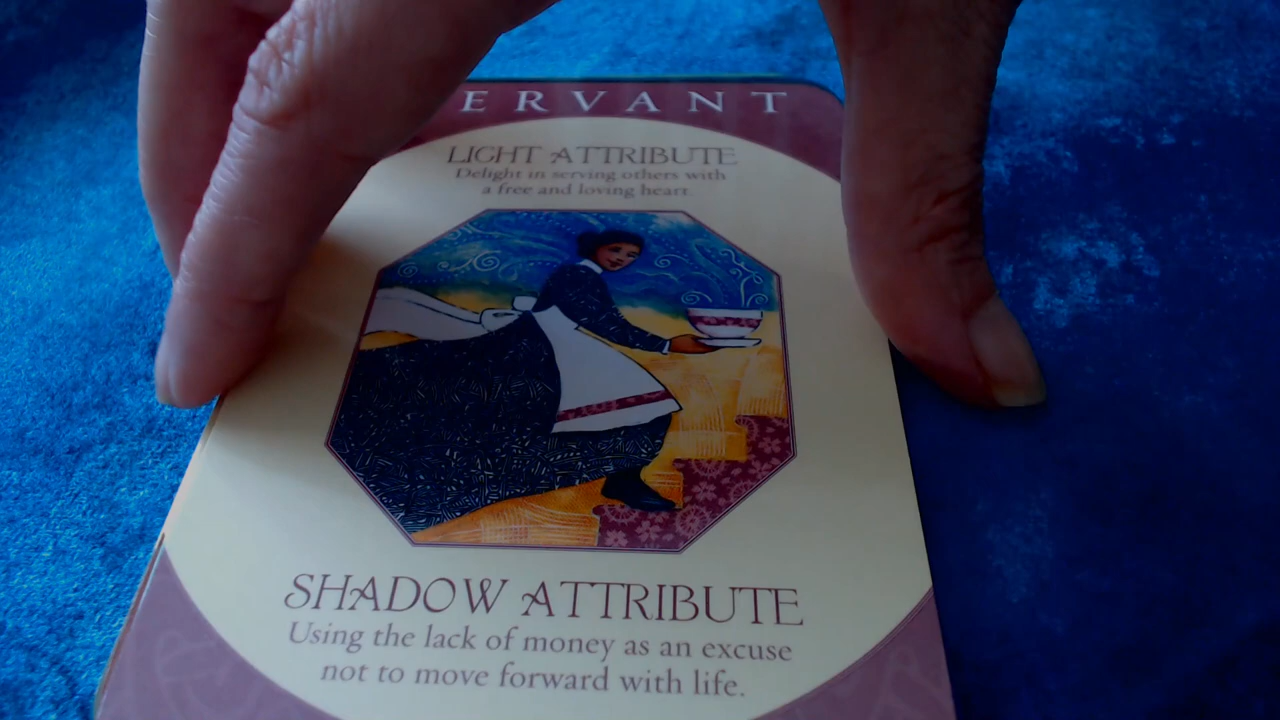 ERVANT
LIGHT ATTRIBUTE
Delight in serving others with
a free and loving heart.
SHADOW ATTRIBUTE
Using the lack of money as an excuse
not to move forward with life.